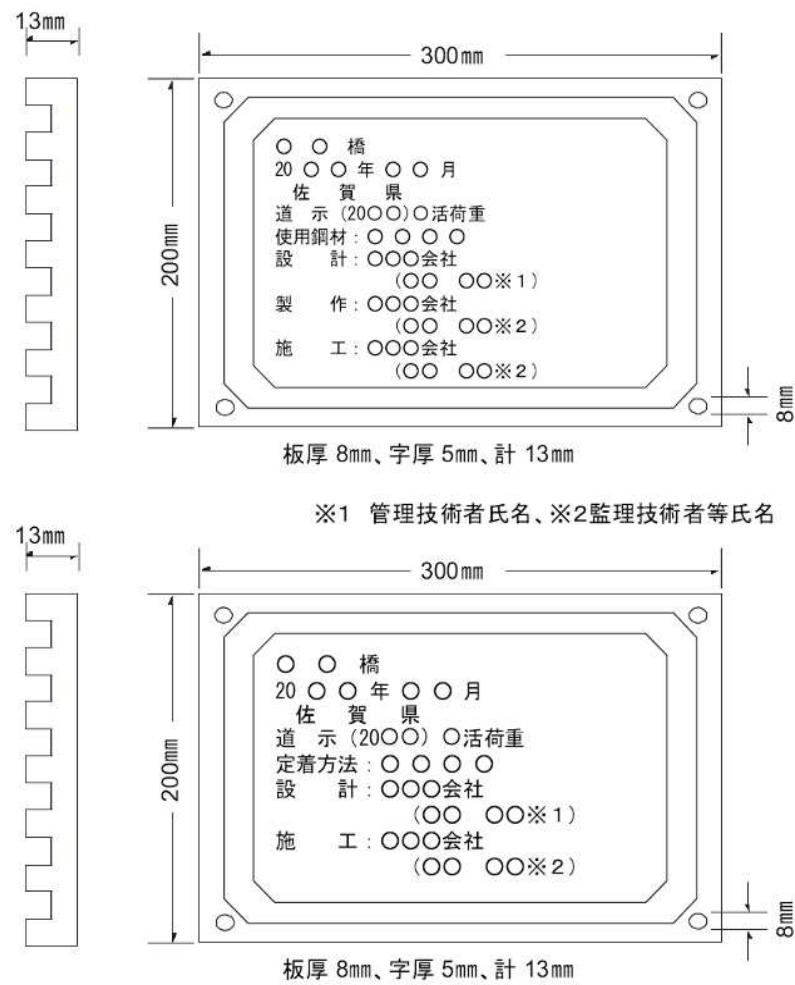 13㎜
300㎜
200㎜
○ ○ 橋
20 ○ ○ 年 ○ ○ 月
佐 賀 県
道 示 (20○○)○活荷重
使用鋼材:○ ○ ○ ○
設 計:○○○会社
(○○ ○○※1)
製 作:○○○会社
(○○ ○○※2)
施 工:○○○会社
(○○ ○○※2)
8㎜
板厚 8㎜、字厚 5㎜、計 13㎜
※1 管理技術者氏名、※2監理技術者等氏名
13㎜
300㎜
200㎜
○ ○ 橋
20 ○ ○ 年 ○ ○ 月
佐 賀 県
道 示 (20○○) ○活荷重
定着方法:○ ○ ○ ○
設 計:○○○会社
(○○ ○○※1)
施 工:○○○会社
(○○ ○○※2)
8㎜
板厚 8㎜、字厚 5㎜、計 13㎜